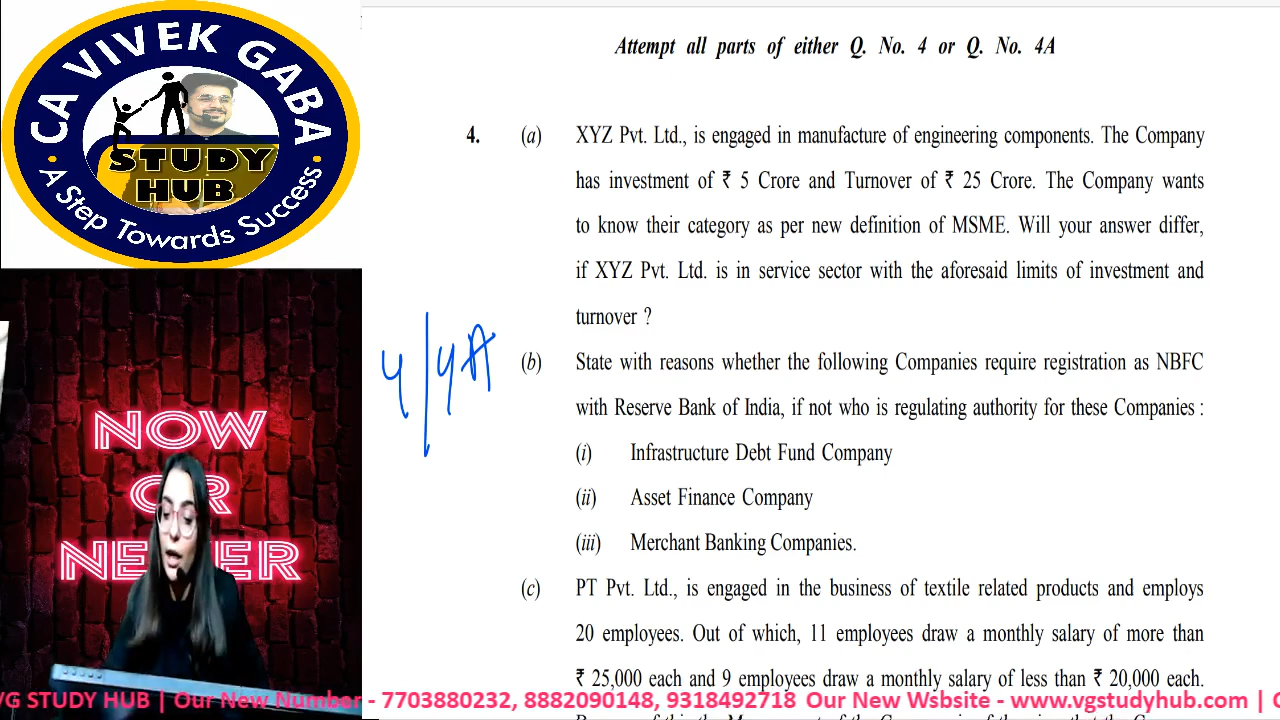 CA VIVEK GABA
STUDY
HUB
• A Step Towards Success •
NOW
OR
NEVER
Attempt all parts of either Q. No. 4 or Q. No. 4A
4. (a) XYZ Pvt. Ltd., is engaged in manufacture of engineering components. The Company
has investment of ₹ 5 Crore and Turnover of ₹ 25 Crore. The Company wants
to know their category as per new definition of MSME. Will your answer differ,
if XYZ Pvt. Ltd. is in service sector with the aforesaid limits of investment and
turnover ?
4/4A
(b) State with reasons whether the following Companies require registration as NBFC
with Reserve Bank of India, if not who is regulating authority for these Companies :
(i) Infrastructure Debt Fund Company
(ii) Asset Finance Company
(iii) Merchant Banking Companies.
(c) PT Pvt. Ltd., is engaged in the business of textile related products and employs
20 employees. Out of which, 11 employees draw a monthly salary of more than
₹ 25,000 each and 9 employees draw a monthly salary of less than ₹ 20,000 each.
VG STUDY HUB | Our New Number - 7703880232, 8882090148, 9318492718 Our New Wsbsite - www.vgstudyhub.com |